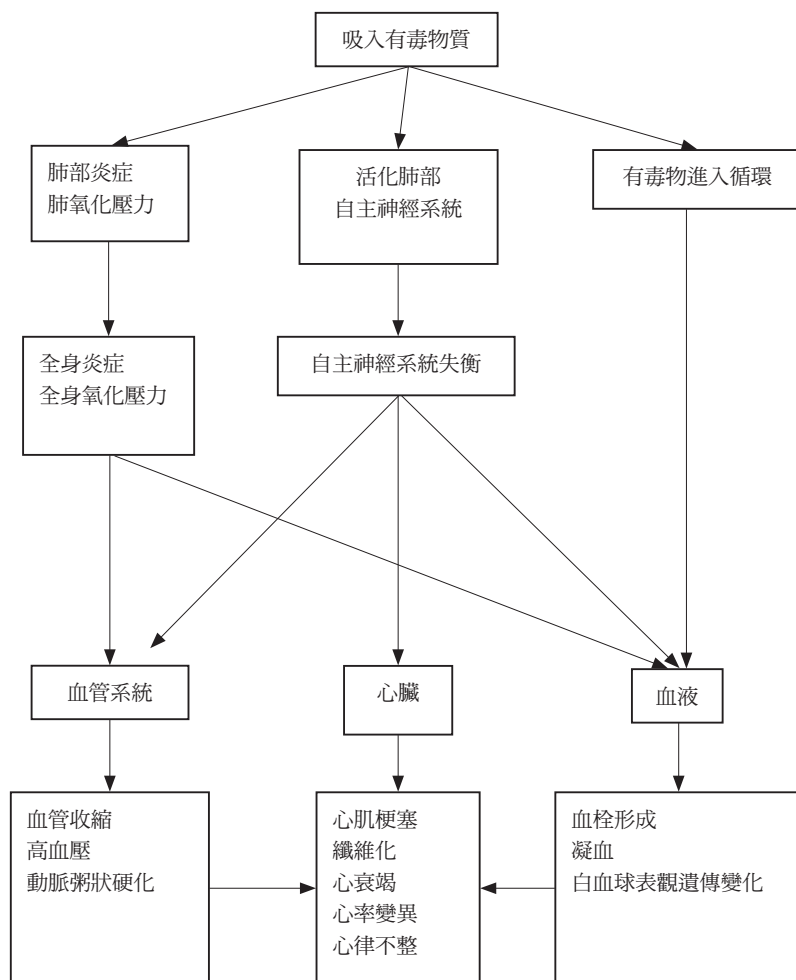 吸入有毒物質
肺部炎症
肺氧化壓力
活化肺部
自主神經系統
有毒物進入循環
全身炎症
全身氧化壓力
自主神經系統失衡
血管系統
心臟
血液
血管收縮
高血壓
動脈粥狀硬化
心肌梗塞
纖維化
心衰竭
心率變異
心律不整
血栓形成
凝血
白血球表觀遺傳變化